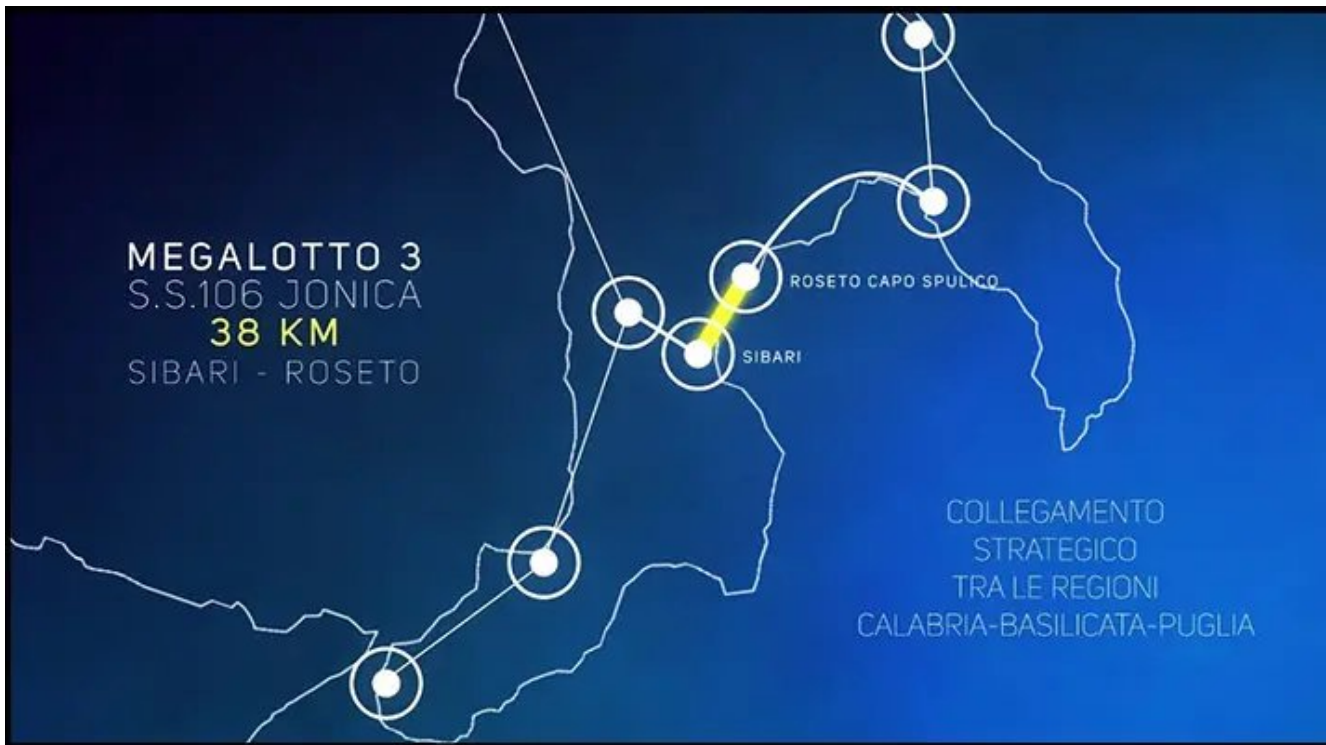 MEGALOTTO 3
S.S.106 JONICA
38 KM
SIBARI - ROSETO
ROSETO CAPO SPULICO
SIBARI
COLLEGAMENTO
STRATEGICO
TRA LE REGIONI
CALABRIA-BASILICATA-PUGLIA